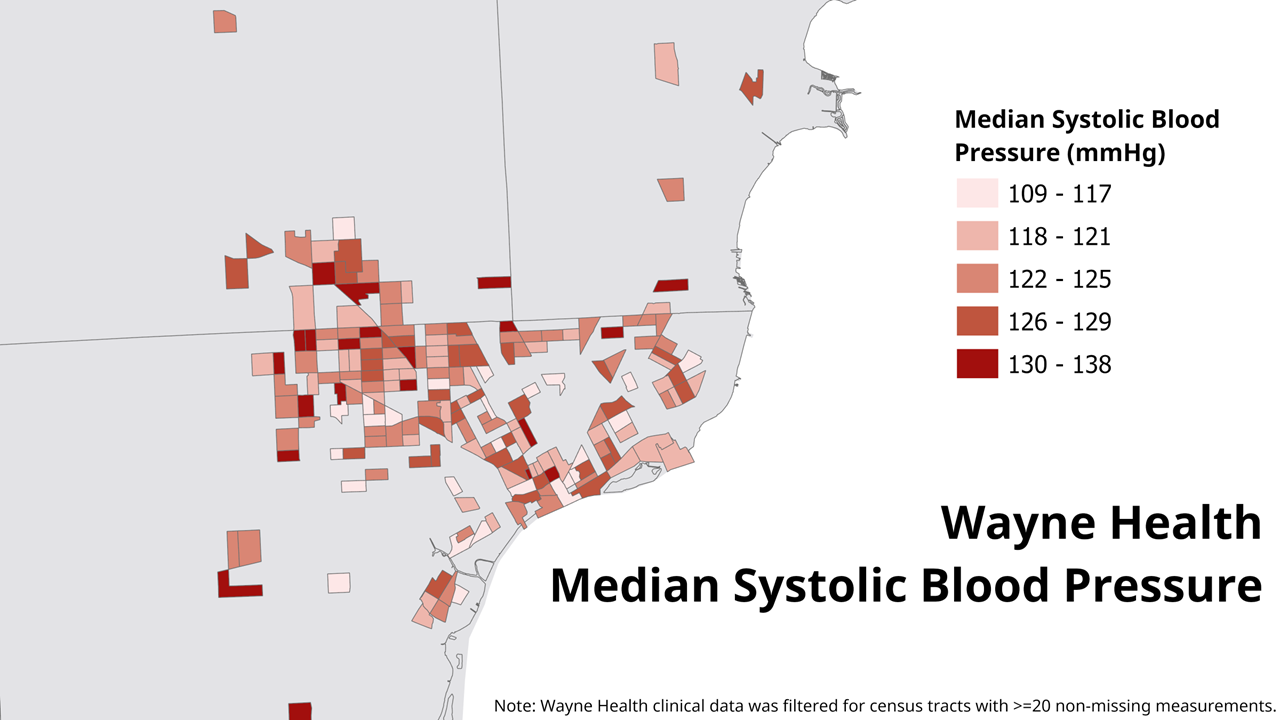 Median Systolic Blood
Pressure (mmHg)
109 - 117
118 - 121
122 - 125
126 - 129
130 - 138
Wayne Health
Median Systolic Blood Pressure
Note: Wayne Health clinical data was filtered for census tracts with >=20 non-missing measurements.